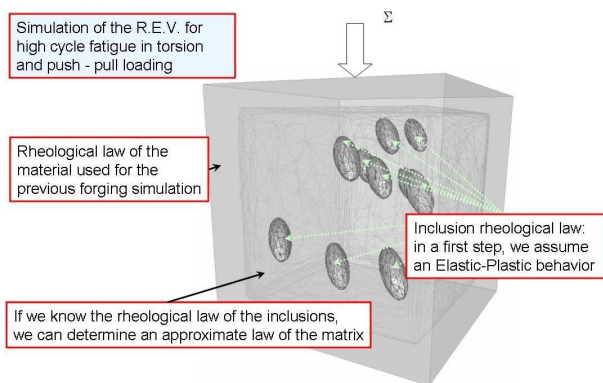 Simulation of the R.E.V. for
high cycle fatigue in torsion
and push - pull loading
Σ
Rheological law of the
material used for the
previous forging simulation
Inclusion rheological law:
in a first step, we assume
an Elastic-Plastic behavior
If we know the rheological law of the inclusions,
we can determine an approximate law of the matrix